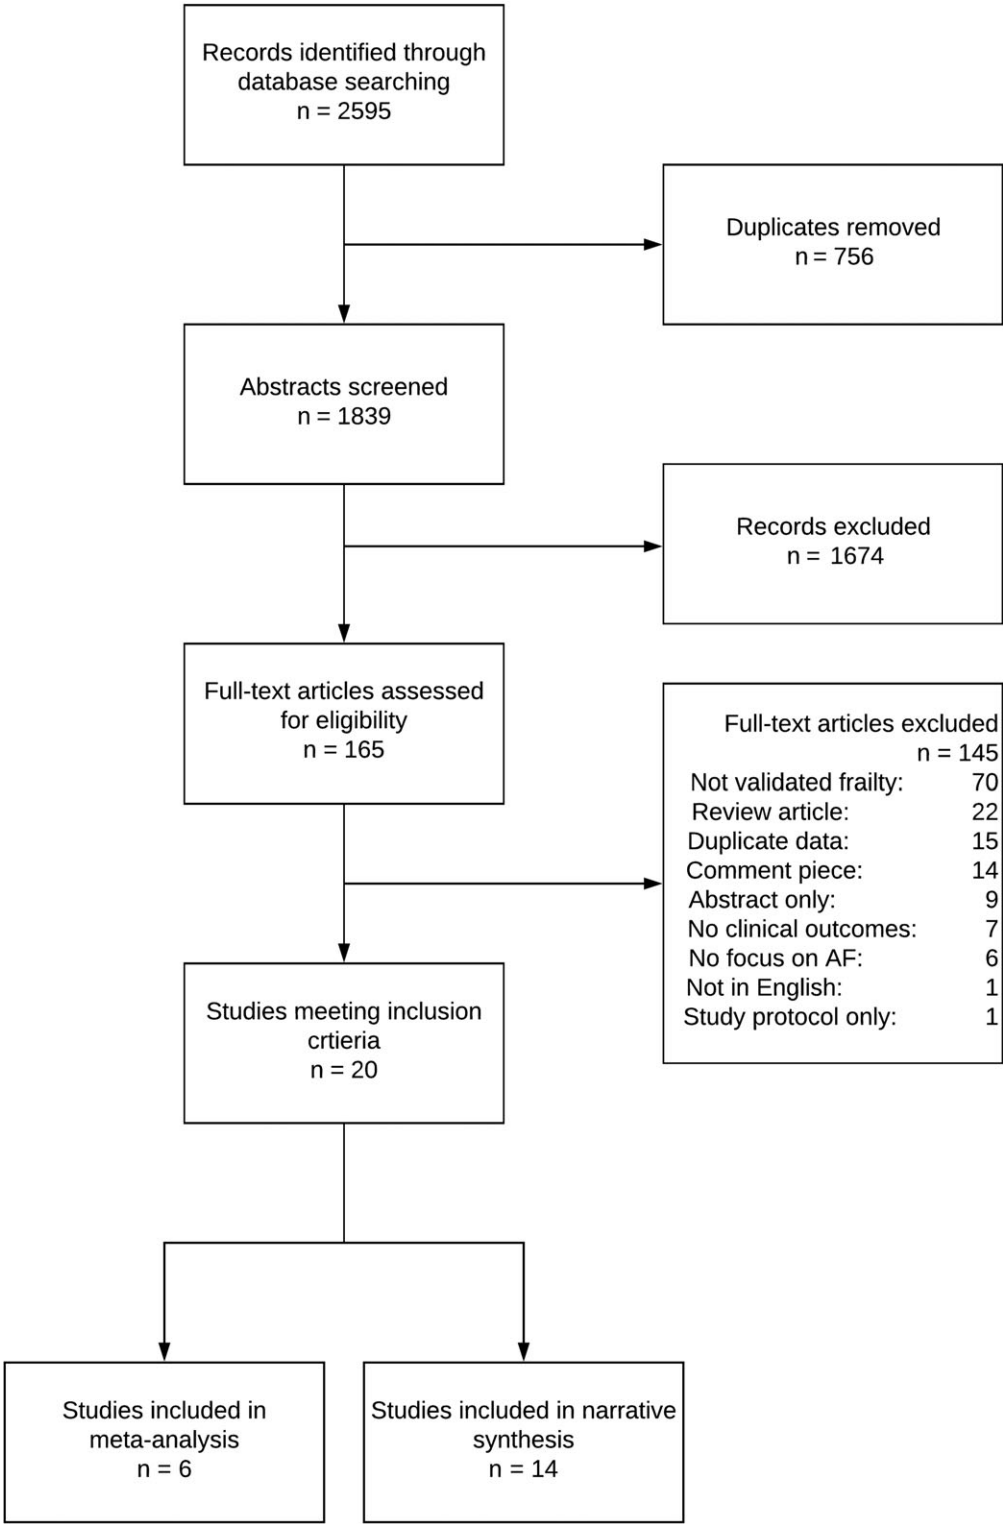 Records identified through
database searching
n = 2595
Duplicates removed
n = 756
Abstracts screened
n = 1839
Records excluded
n = 1674
Full-text articles assessed
for eligibility
n = 165
Full-text articles excluded
n = 145
Not validated frailty: 70
Review article: 22
Duplicate data: 15
Comment piece: 14
Abstract only: 9
No clinical outcomes: 7
No focus on AF: 6
Not in English: 1
Study protocol only: 1
Studies meeting inclusion
crtieria
n = 20
Studies included in
meta-analysis
n = 6
Studies included in narrative
synthesis
n = 14